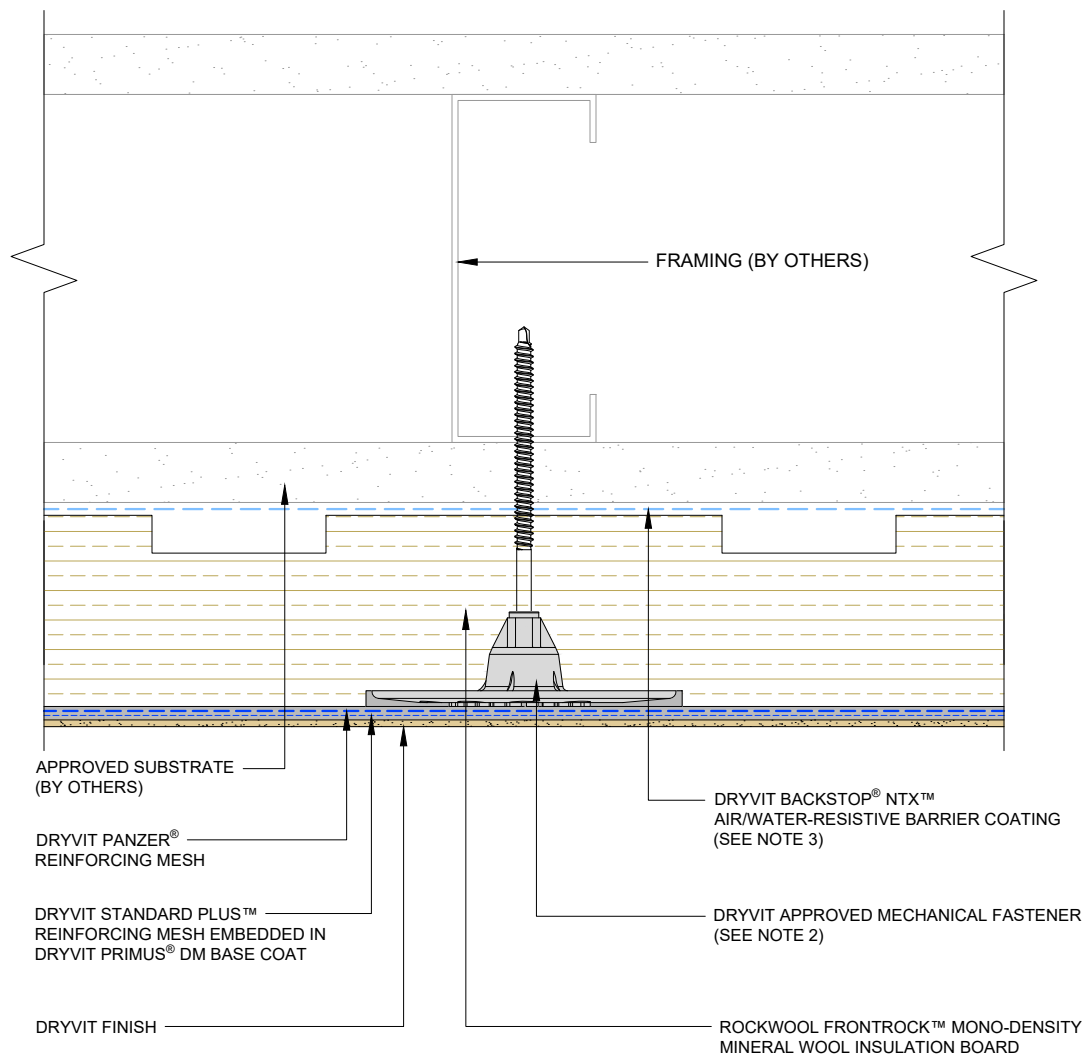 FRAMING (BY OTHERS)
APPROVED SUBSTRATE
(BY OTHERS)
DRYVIT PANZER®
REINFORCING MESH
DRYVIT STANDARD PLUS™
REINFORCING MESH EMBEDDED IN
DRYVIT PRIMUS® DM BASE COAT
DRYVIT FINISH
DRYVIT BACKSTOP® NTX™
AIR/WATER-RESISTIVE BARRIER COATING
(SEE NOTE 3)
DRYVIT APPROVED MECHANICAL FASTENER
(SEE NOTE 2)
ROCKWOOL FRONTROCK™ MONO-DENSITY
MINERAL WOOL INSULATION BOARD